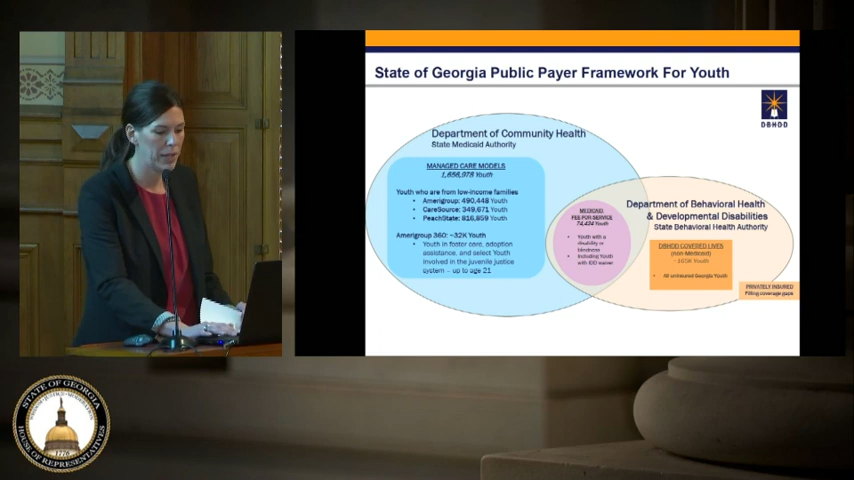 State of Georgia Public Payer Framework For Youth
DBHDD
Department of Community Health
State Medicaid Authority
MANAGED CARE MODELS
1,656,978 Youth
Youth who are from low-income families
• Amerigroup: 490,448 Youth
• CareSource: 349,671 Youth
• PeachState: 816,859 Youth
Amerigroup 360: ~32K Youth
• Youth in foster care, adoption
assistance, and select Youth
involved in the juvenile justice
system – up to age 21
MEDICAID
FEE-FOR-SERVICE
74,424 Youth
• Youth with a
disability or
blindness
• Including Youth
with IDD waiver
Department of Behavioral Health
& Developmental Disabilities
State Behavioral Health Authority
DBHDD COVERED LIVES
(non-Medicaid)
Youth
• All uninsured Georgia Youth
PRIVATELY INSURED
Filling coverage gaps
STATE OF GEORGIA
1776
HOUSE OF REPRESENTATIVES